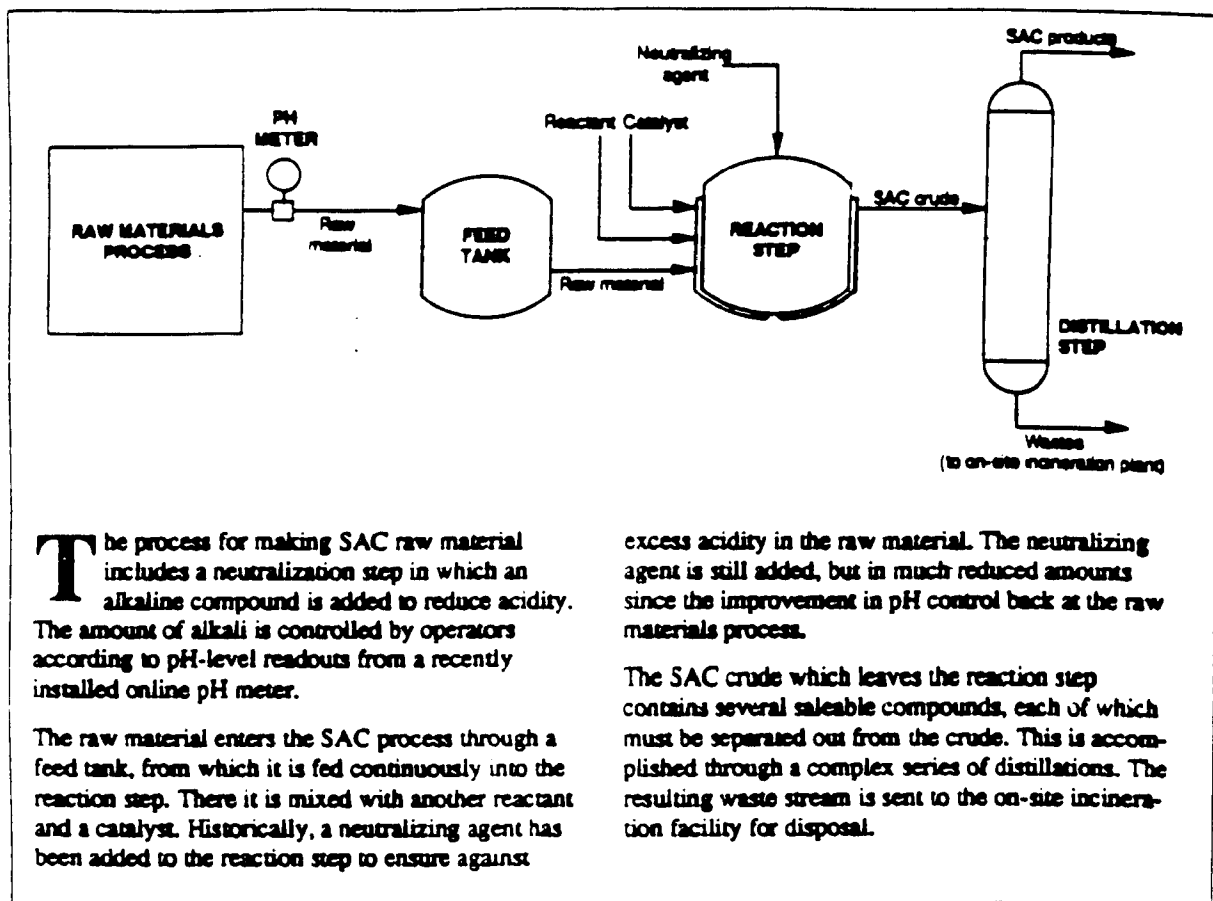 SAC products
Neutralizing
agent
PH
METER
Reactant Catalyst
RAW MATERIALS
PROCESS
Raw
material
FEED
TANK
Raw material
REACTION
STEP
SAC crude
DISTILLATION
STEP
Wastes
(to on-site incineration plant)
The process for making SAC raw material
includes a neutralization step in which an
alkaline compound is added to reduce acidity.
The amount of alkali is controlled by operators
according to pH-level readouts from a recently
installed online pH meter.
The raw material enters the SAC process through a
feed tank, from which it is fed continuously into the
reaction step. There it is mixed with another reactant
and a catalyst. Historically, a neutralizing agent has
been added to the reaction step to ensure against
excess acidity in the raw material. The neutralizing
agent is still added, but in much reduced amounts
since the improvement in pH control back at the raw
materials process.
The SAC crude which leaves the reaction step
contains several saleable compounds, each of which
must be separated out from the crude. This is accom-
plished through a complex series of distillations. The
resulting waste stream is sent to the on-site incinera-
tion facility for disposal.